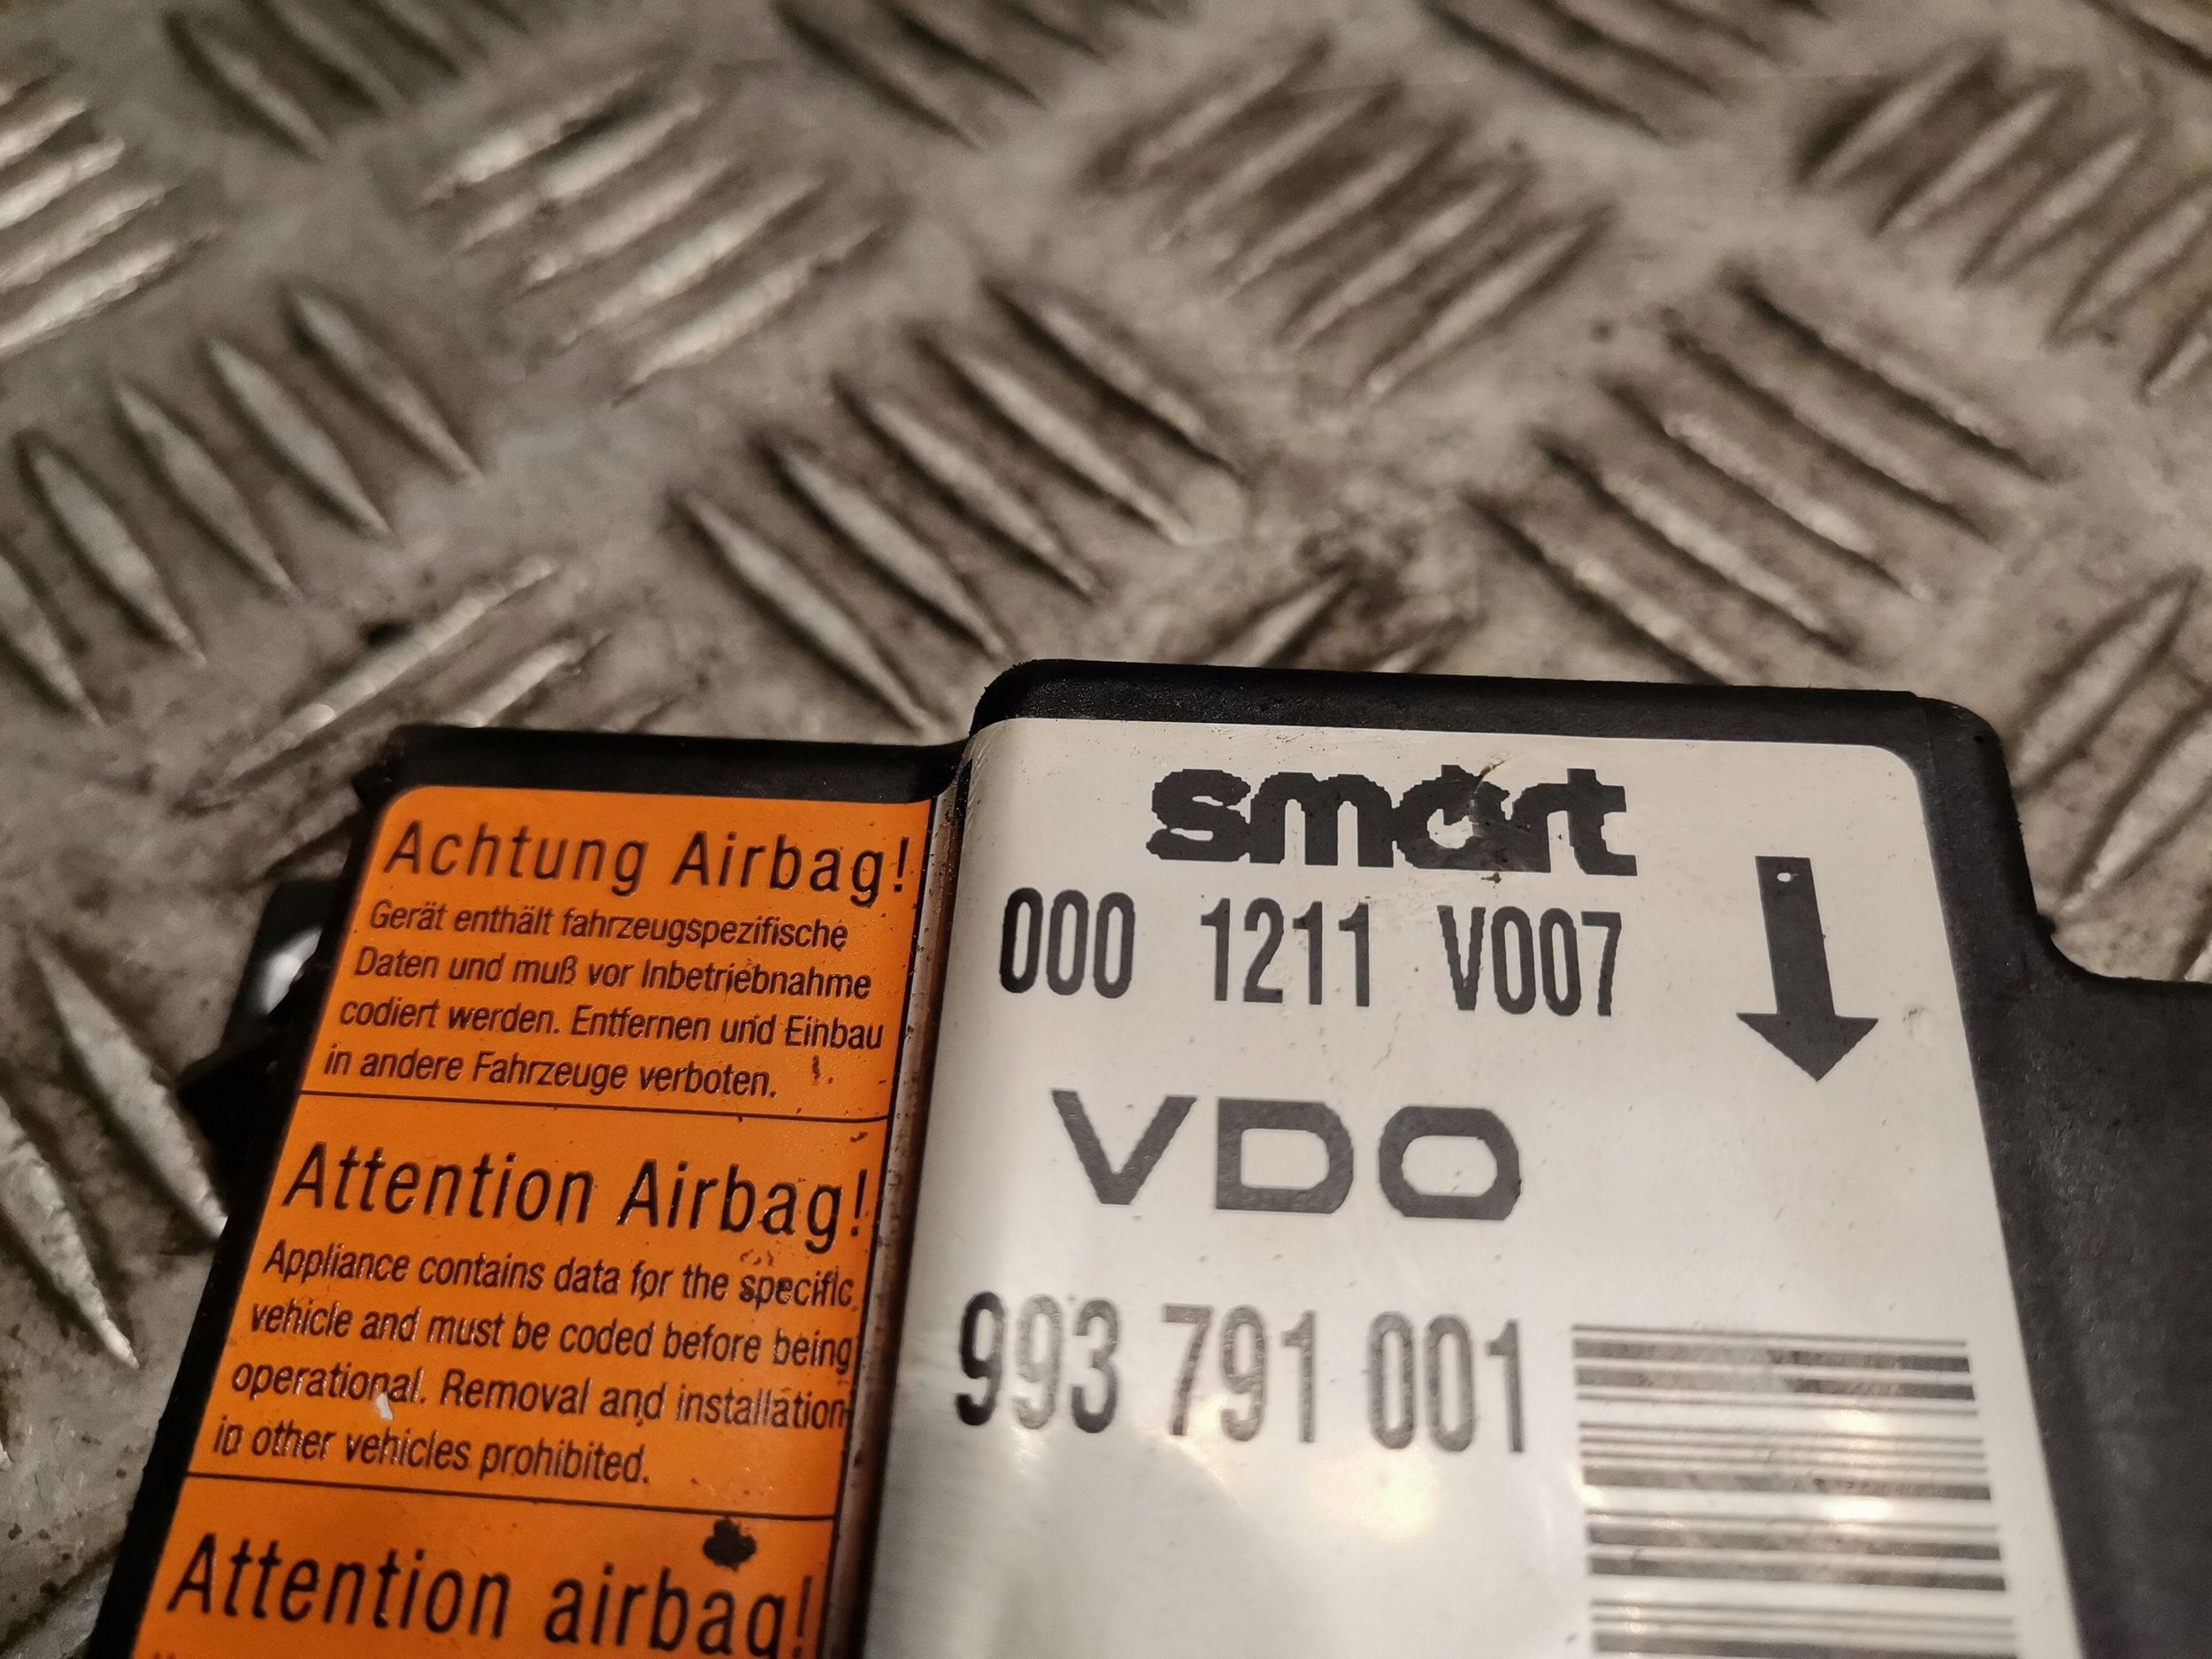 Achtung Airbag!
Gerät enthält fahrzeugspezifische
Daten und muß vor Inbetriebnahme
codiert werden. Entfernen und Einbau
in andere Fahrzeuge verboten.
Attention Airbag!
Appliance contains data for the specific
vehicle and must be coded before being
operational. Removal and installation
in other vehicles prohibited.
Attention airbag!
smart
000 1211 V007
VDO
993 791 001